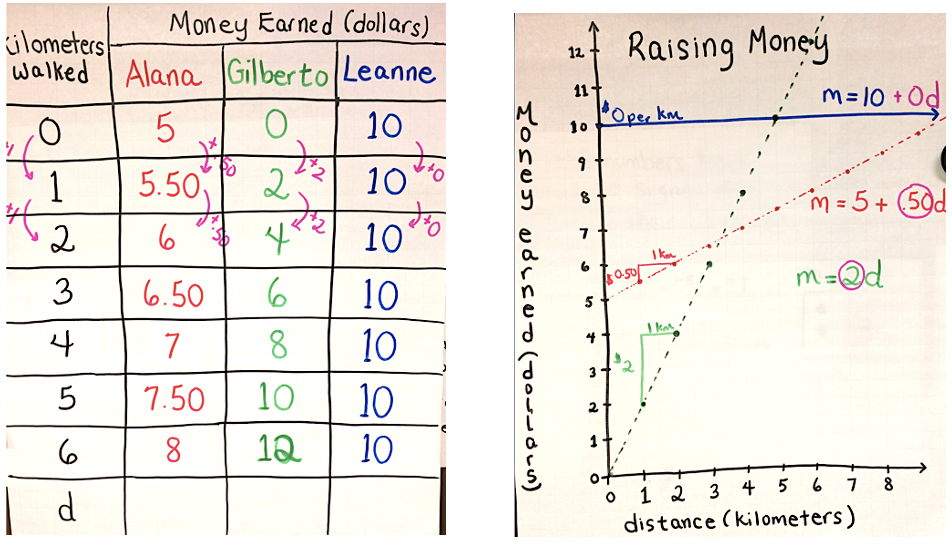 Money Earned (dollars)
Kilometers
Walked
Alana Gilberto Leanne
0 5 0 10
+.50 +2 +0
1 5.50 2 10
+1 +.50 +2 +0
2 6 4 10
3 6.50 6 10
4 7 8 10
5 7.50 10 10
6 8 12 10
d
Raising Money
Money earned (dollars)
12
11
10
9
8
7
6
5
4
3
2
1
0
$0 per km
m=10+0d
m=5+.50d
m=2d
1km
$0.50
1km
$2
0 1 2 3 4 5 6 7 8
distance (kilometers)